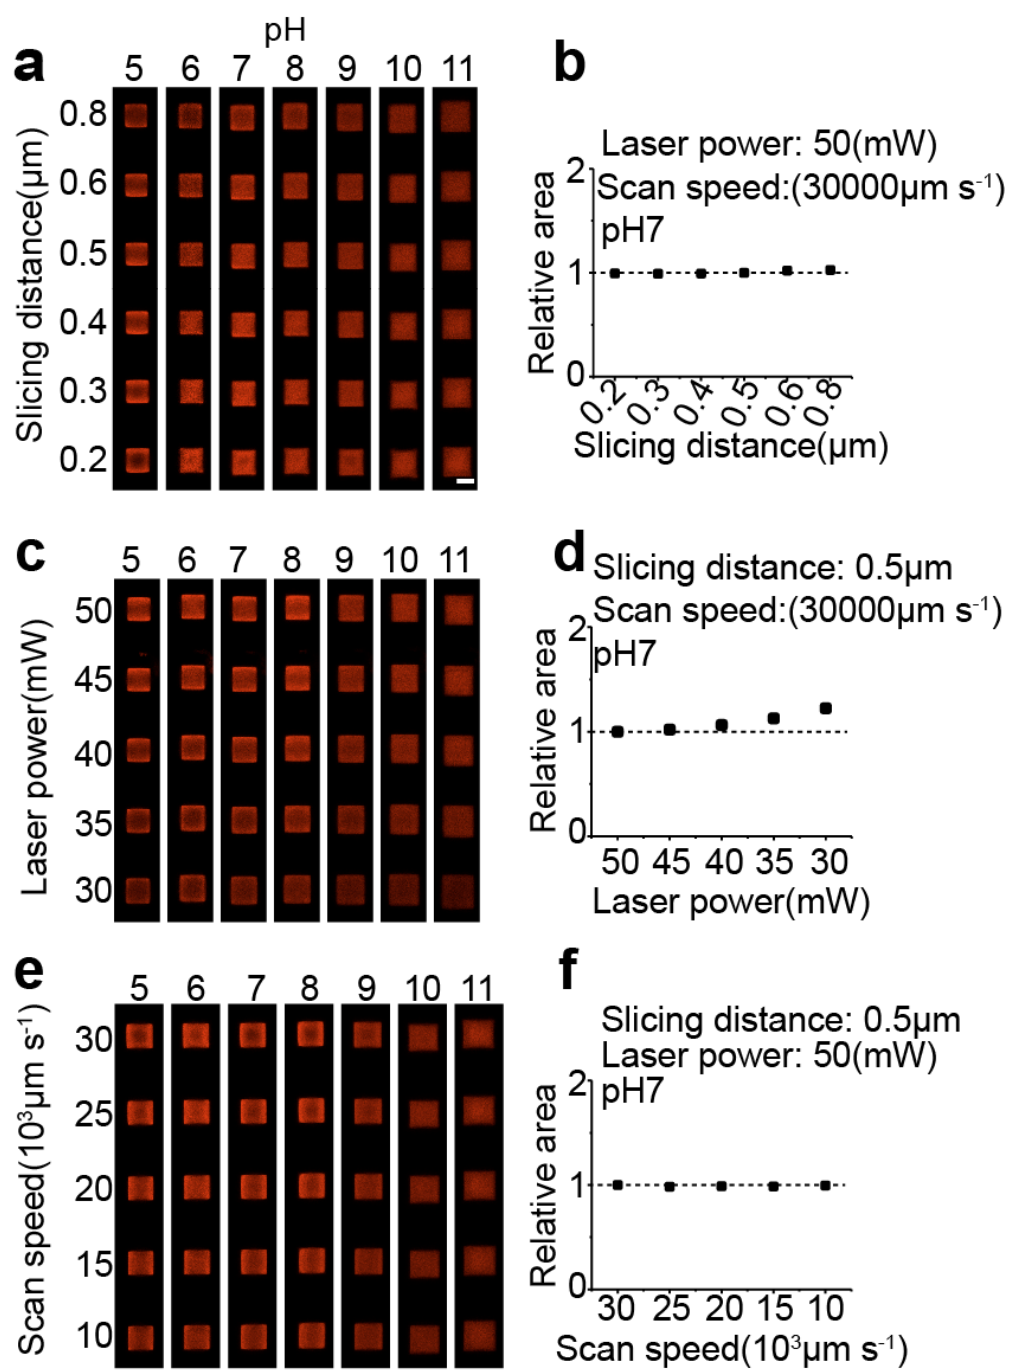 a
pH
5 6 7 8 9 10 11
Slicing distance(µm)
0.8
0.6
0.5
0.4
0.3
0.2
b
Laser power: 50(mW)
Scan speed:(30000µm s⁻¹)
pH7
Relative area
2
1
0
0.2 0.3 0.4 0.5 0.6 0.8
Slicing distance(µm)
c
5 6 7 8 9 10 11
Laser power(mW)
50
45
40
35
30
d
Slicing distance: 0.5µm
Scan speed:(30000µm s⁻¹)
pH7
Relative area
2
1
0
50 45 40 35 30
Laser power(mW)
e
5 6 7 8 9 10 11
Scan speed(10³µm s⁻¹)
30
25
20
15
10
f
Slicing distance: 0.5µm
Laser power: 50(mW)
pH7
Relative area
2
1
0
30 25 20 15 10
Scan speed(10³µm s⁻¹)